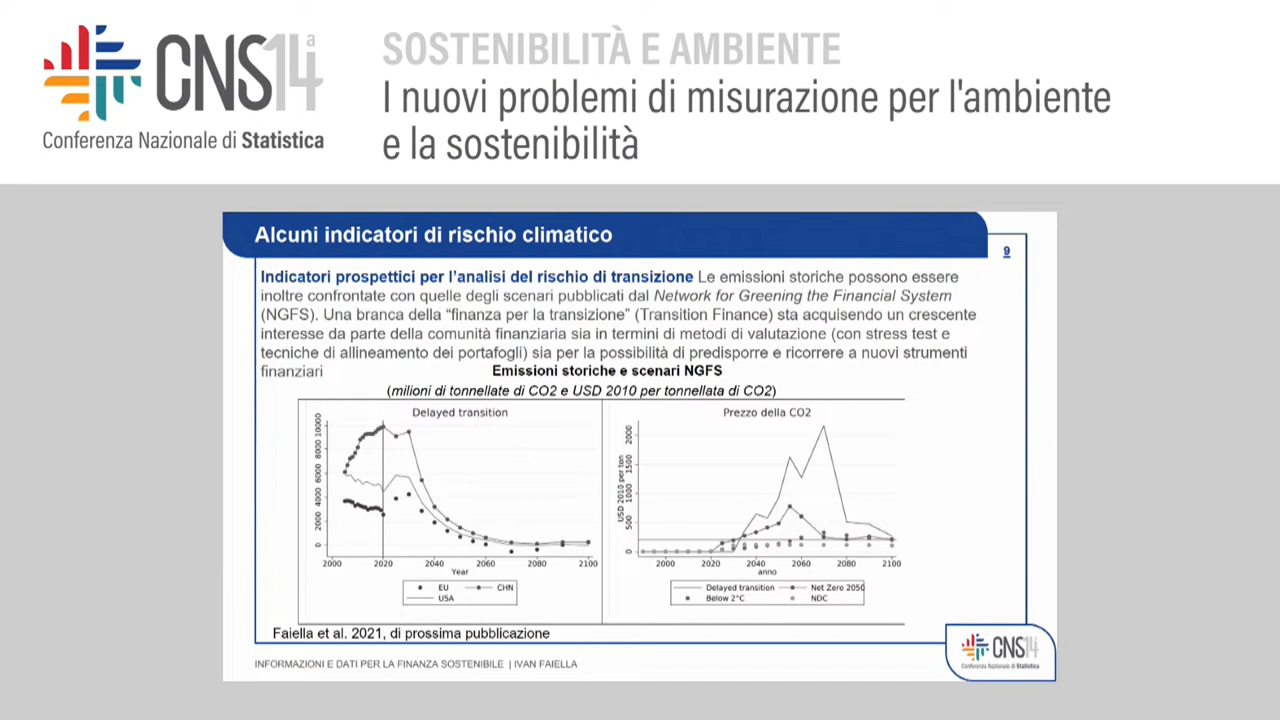 CNS14ª
Conferenza Nazionale di Statistica
SOSTENIBILITÀ E AMBIENTE
I nuovi problemi di misurazione per l'ambiente
e la sostenibilità
Alcuni indicatori di rischio climatico
9
Indicatori prospettici per l'analisi del rischio di transizione Le emissioni storiche possono essere
inoltre confrontate con quelle degli scenari pubblicati dal Network for Greening the Financial System
(NGFS). Una branca della “finanza per la transizione” (Transition Finance) sta acquisendo un crescente
interesse da parte della comunità finanziaria sia in termini di metodi di valutazione (con stress test e
tecniche di allineamento dei portafogli) sia per la possibilità di predisporre e ricorrere a nuovi strumenti
finanziari
Emissioni storiche e scenari NGFS
(milioni di tonnellate di CO2 e USD 2010 per tonnellata di CO2)
Delayed transition
10000
8000
6000
4000
2000
0
2000 2020 2040 2060 2080 2100
Year
EU CHN
USA
Prezzo della CO2
USD 2010 per ton
2000
1500
1000
500
0
2000 2020 2040 2060 2080 2100
anno
Delayed transition Net Zero 2050
Below 2°C NDC
Faiella et al. 2021, di prossima pubblicazione
INFORMAZIONI E DATI PER LA FINANZA SOSTENIBILE | IVAN FAIELLA
CNS14
Conferenza Nazionale di Statistica